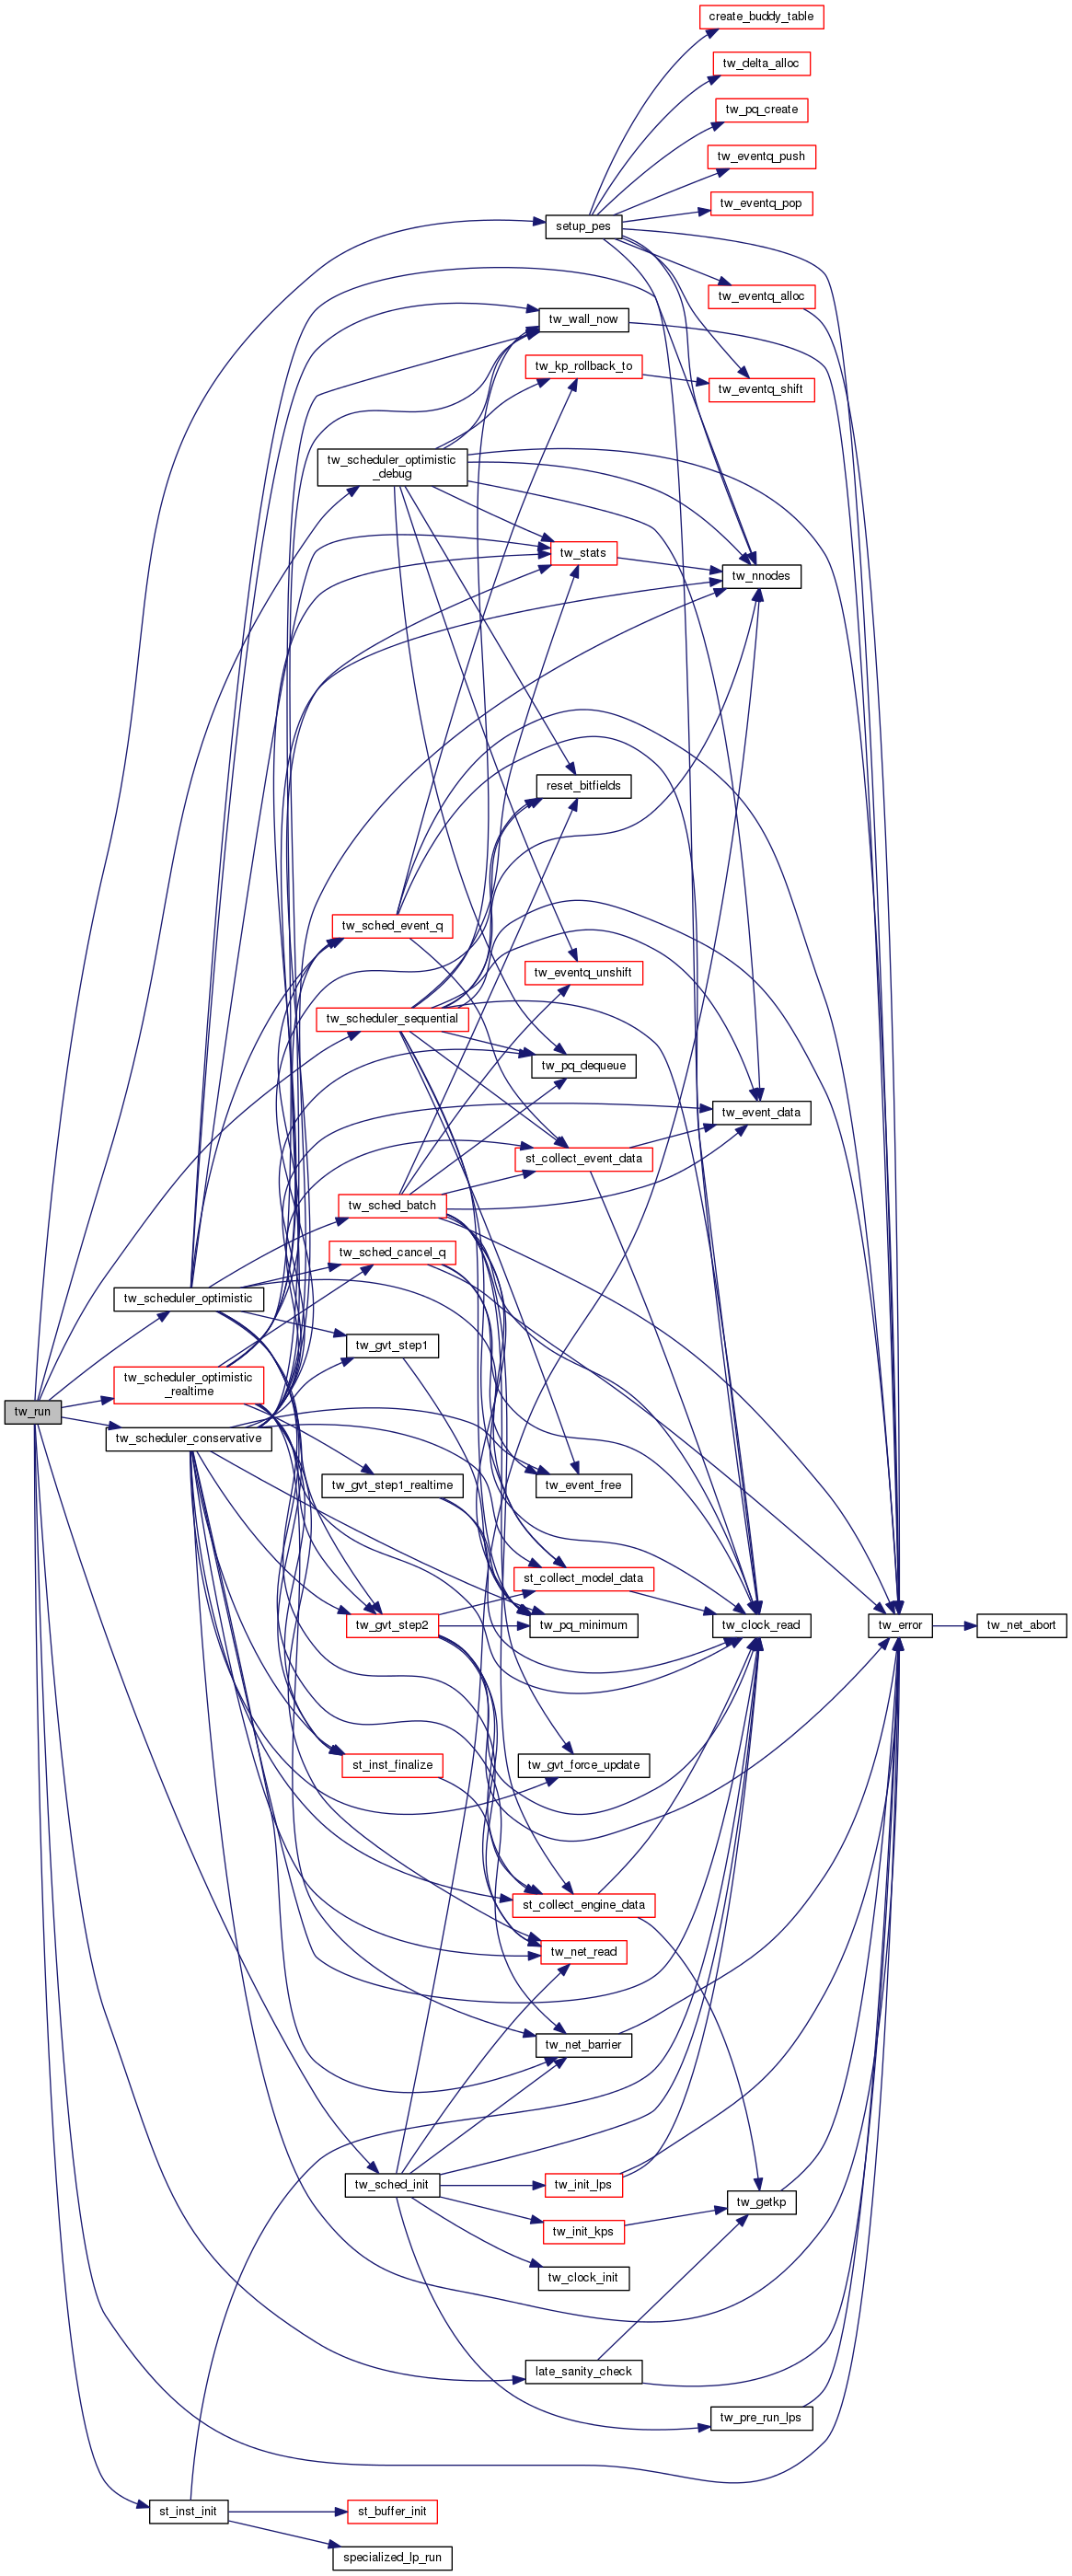 create_buddy_table
tw_delta_alloc
tw_pq_create
tw_eventq_push
tw_eventq_pop
setup_pes
tw_eventq_alloc
tw_wall_now
tw_kp_rollback_to
tw_eventq_shift
tw_scheduler_optimistic
_debug
tw_stats
tw_nnodes
reset_bitfields
tw_sched_event_q
tw_eventq_unshift
tw_scheduler_sequential
tw_pq_dequeue
tw_event_data
st_collect_event_data
tw_sched_batch
tw_sched_cancel_q
tw_scheduler_optimistic
tw_gvt_step1
tw_scheduler_optimistic
_realtime
tw_run
tw_scheduler_conservative
tw_gvt_step1_realtime
tw_event_free
st_collect_model_data
tw_gvt_step2
tw_pq_minimum
tw_clock_read
tw_error
tw_net_abort
st_inst_finalize
tw_gvt_force_update
st_collect_engine_data
tw_net_read
tw_net_barrier
tw_sched_init
tw_init_lps
tw_getkp
tw_init_kps
tw_clock_init
late_sanity_check
tw_pre_run_lps
st_inst_init
st_buffer_init
specialized_lp_run